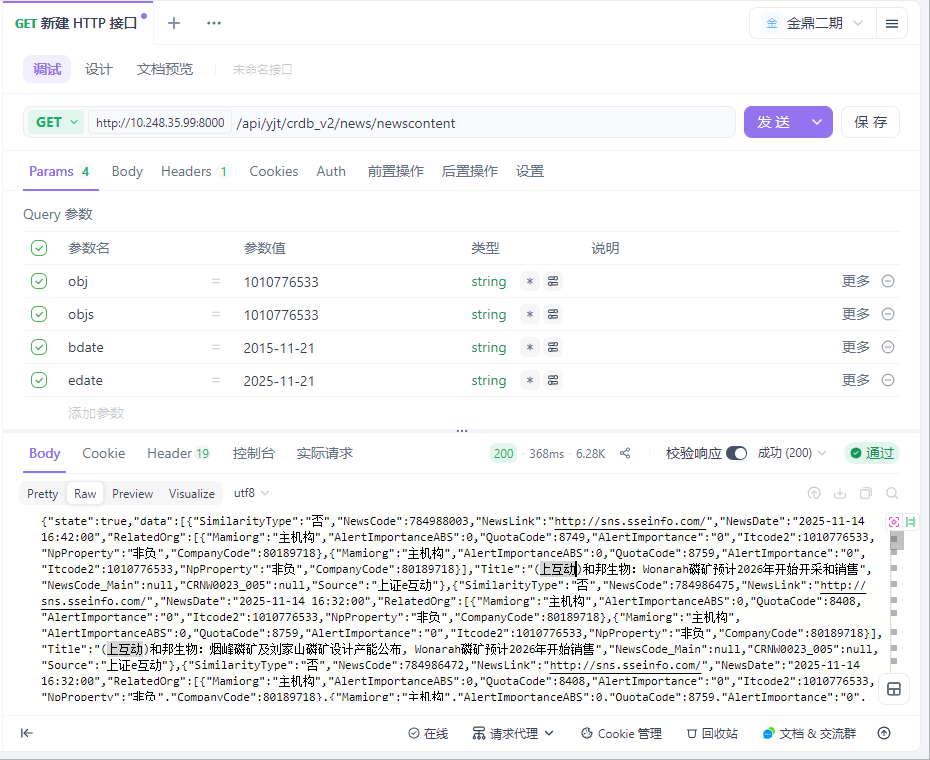 GET 新建 HTTP 接口
金 金鼎二期
调试 设计 文档预览 未命名接口
GET http://10.248.35.99:8000 /api/yjt/crdb_v2/news/newscontent 发 送 保 存
Params 4 Body Headers 1 Cookies Auth 前置操作 后置操作 设置
Query 参数
参数名 参数值 类型 说明
obj = 1010776533 string * 更多
objs = 1010776533 string * 更多
bdate = 2015-11-21 string * 更多
edate = 2025-11-21 string * 更多
添加参数
Body Cookie Header 19 控制台 实际请求 200 · 368ms · 6.28K 校验响应 成功 (200) 通过
Pretty Raw Preview Visualize utf8
{"state":true,"data":[{"SimilarityType":"否","NewsCode":784988003,"NewsLink":"http://sns.sseinfo.com/","NewsDate":"2025-11-14
16:42:00","RelatedOrg":[{"Mamiorg":"主机构","AlertImportanceABS":0,"QuotaCode":8749,"AlertImportance":"0","Itcode2":1010776533,
"NpProperty":"非负","CompanyCode":80189718},{"Mamiorg":"主机构","AlertImportanceABS":0,"QuotaCode":8759,"AlertImportance":"0",
"Itcode2":1010776533,"NpProperty":"非负","CompanyCode":80189718}],"Title":"(上互动)和邦生物：Wonarah磷矿预计2026年开始开采和销售",
"NewsCode_Main":null,"CRNW0023_005":null,"Source":"上证e互动"},{"SimilarityType":"否","NewsCode":784986475,"NewsLink":"http://
sns.sseinfo.com/","NewsDate":"2025-11-14 16:32:00","RelatedOrg":[{"Mamiorg":"主机构","AlertImportanceABS":0,"QuotaCode":8408,
"AlertImportance":"0","Itcode2":1010776533,"NpProperty":"非负","CompanyCode":80189718},{"Mamiorg":"主机构",
"AlertImportanceABS":0,"QuotaCode":8759,"AlertImportance":"0","Itcode2":1010776533,"NpProperty":"非负","CompanyCode":80189718}],
"Title":"(上互动)和邦生物：烟峰磷矿及刘家山磷矿设计产能公布，Wonarah磷矿预计2026年开始销售","NewsCode_Main":null,"CRNW0023_005":null,
"Source":"上证e互动"},{"SimilarityType":"否","NewsCode":784986472,"NewsLink":"http://sns.sseinfo.com/","NewsDate":"2025-11-14
16:32:00","RelatedOrg":[{"Mamiorg":"主机构","AlertImportanceABS":0,"QuotaCode":8408,"AlertImportance":"0","Itcode2":1010776533,
"NpProperty":"非负","CompanyCode":80189718},{"Mamiorg":"主机构","AlertImportanceABS":0,"QuotaCode":8759,"AlertImportance":"0",
在线 请求代理 Cookie 管理 回收站 文档 & 交流群